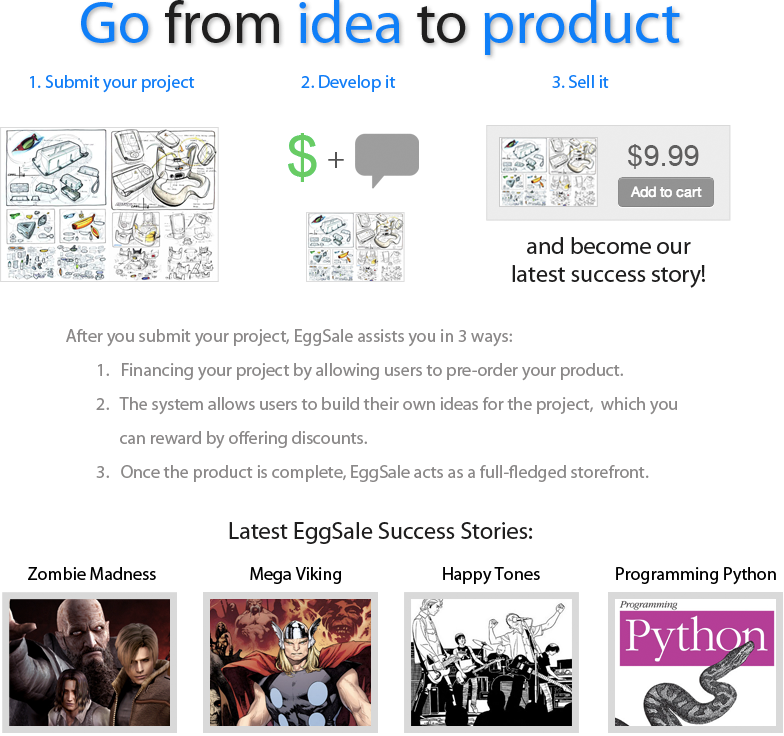 Go from idea to product
1. Submit your project
2. Develop it
3. Sell it
$ +
$9.99
Add to cart
and become our
latest success story!
After you submit your project, EggSale assists you in 3 ways:
1. Financing your project by allowing users to pre-order your product.
2. The system allows users to build their own ideas for the project, which you
can reward by offering discounts.
3. Once the product is complete, EggSale acts as a full-fledged storefront.
Latest EggSale Success Stories:
Zombie Madness
Mega Viking
Happy Tones
Programming Python
Programming
Python